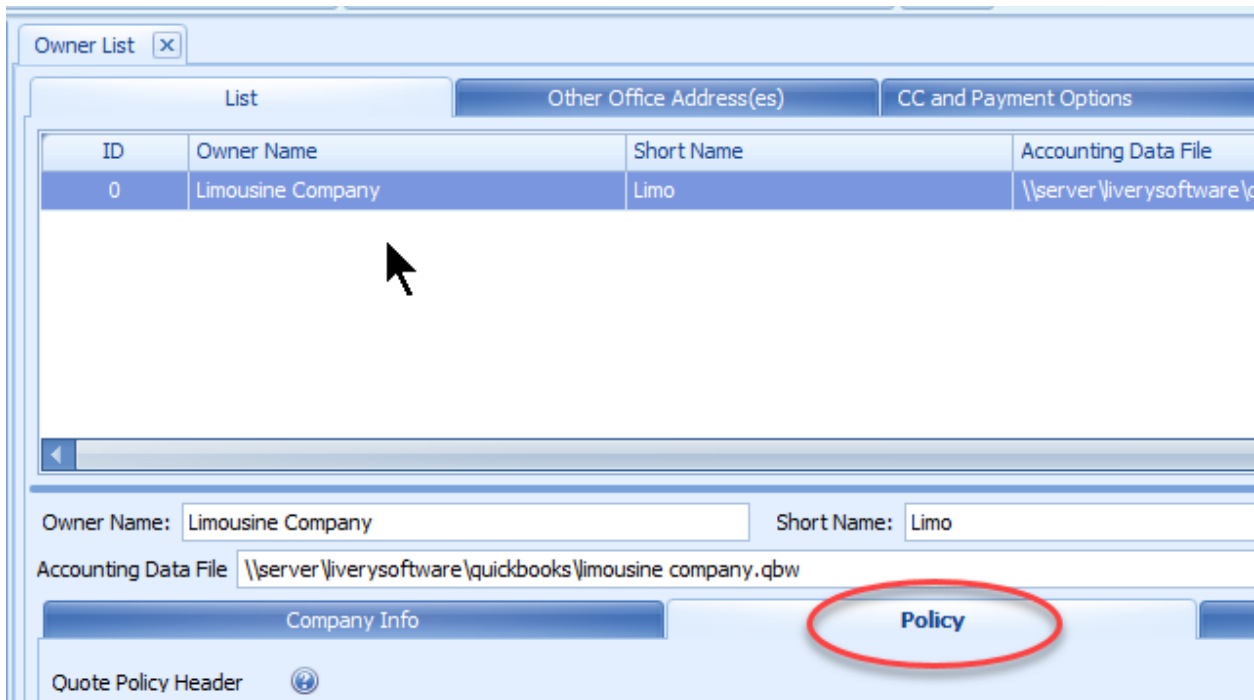 Owner List
List Other Office Address(es) CC and Payment Options
ID Owner Name Short Name Accounting Data File
0 Limousine Company Limo \\server\liverysoftware\
Owner Name: Limousine Company Short Name: Limo
Accounting Data File \\server\liverysoftware\quickbooks\limousine company.qbw
Company Info Policy
Quote Policy Header